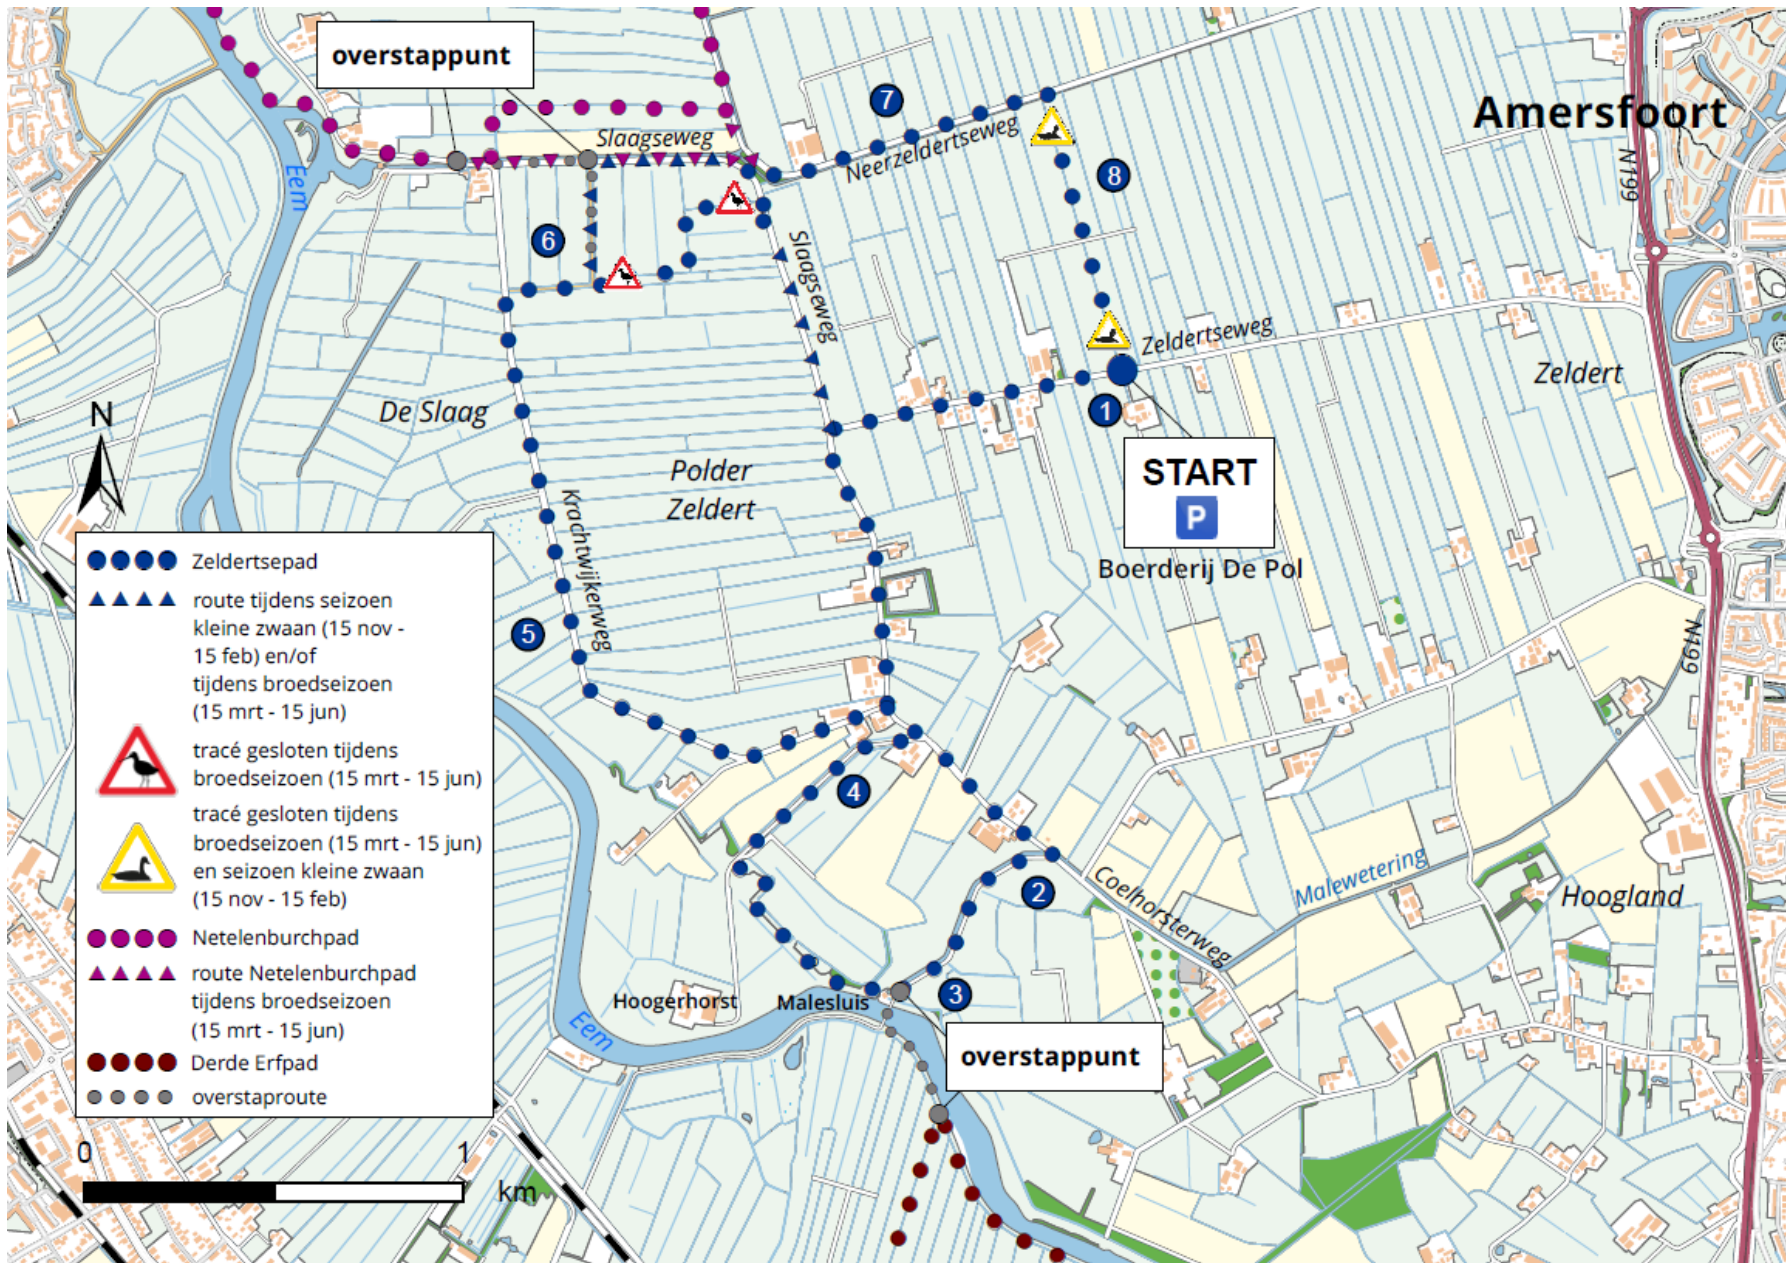 overstappunt
Amersfoort
7
Slaagseweg
Neerzeldertseweg
N199
Eem
8
6
Slaagseweg
Zeldertseweg
Zeldert
De Slaag
1
N
START
P
Boerderij De Pol
Polder
Zeldert
Krachtwijkerweg
5
N199
Zeldertsepad
route tijdens seizoen
kleine zwaan (15 nov -
15 feb) en/of
tijdens broedseizoen
(15 mrt - 15 jun)
tracé gesloten tijdens
broedseizoen (15 mrt - 15 jun)
tracé gesloten tijdens
broedseizoen (15 mrt - 15 jun)
en seizoen kleine zwaan
(15 nov - 15 feb)
Netelenburchpad
route Netelenburchpad
tijdens broedseizoen
(15 mrt - 15 jun)
Derde Erfpad
overstaproute
4
2
Coelhorsterweg
Malewetering
Hoogland
3
Hoogerhorst
Malesluis
Eem
overstappunt
0 1
km